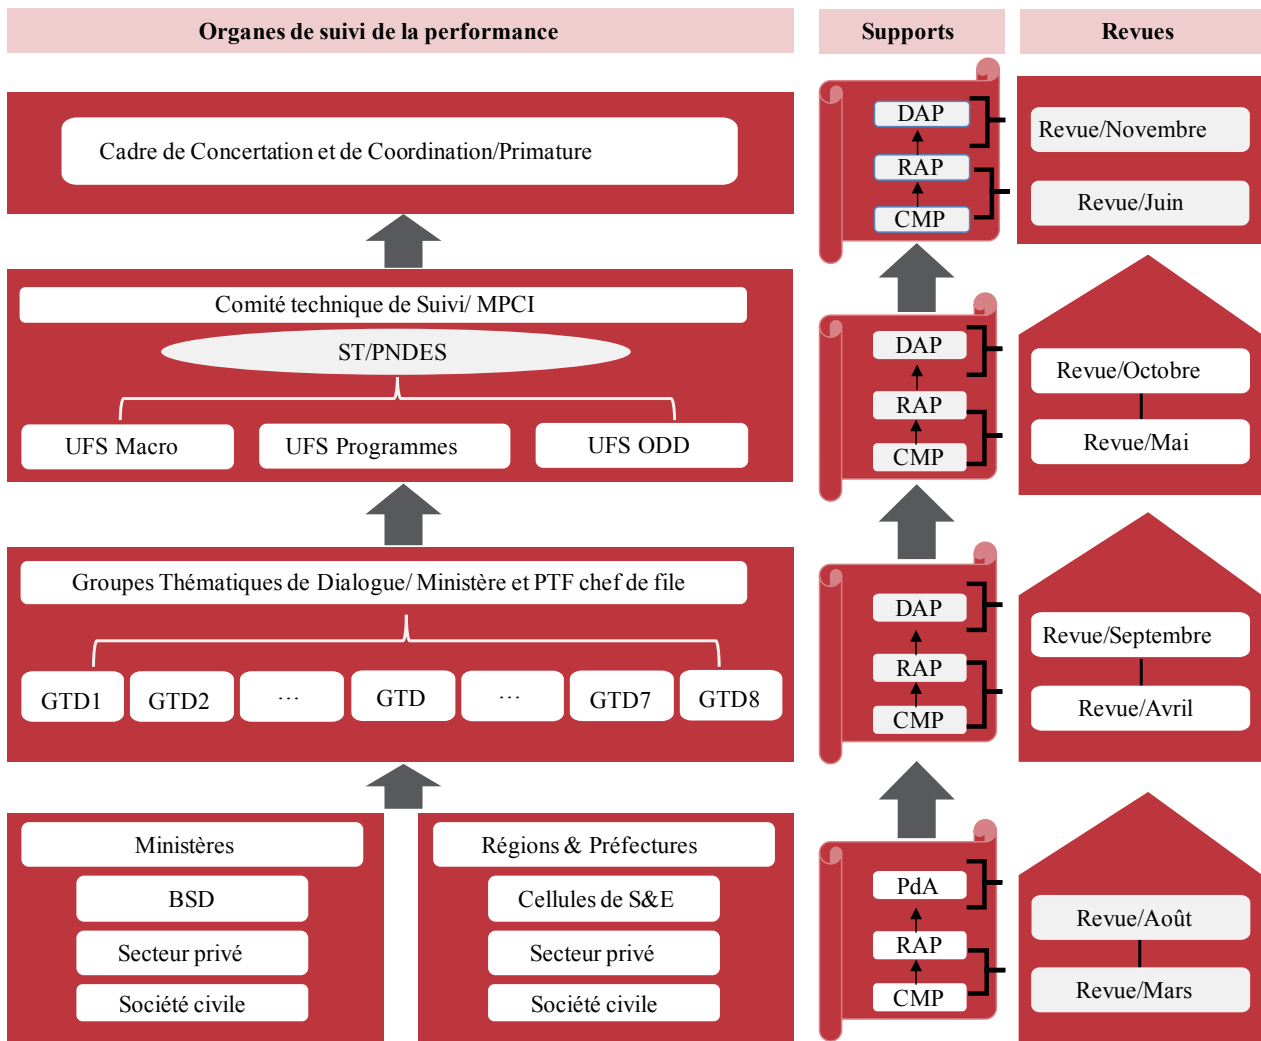 Organes de suivi de la performance
Supports
Revues
Cadre de Concertation et de Coordination/Primature
DAP
RAP
CMP
Revue/Novembre
Revue/Juin
Comité technique de Suivi/ MPCI
ST/PNDES
UFS Macro
UFS Programmes
UFS ODD
DAP
RAP
CMP
Revue/Octobre
Revue/Mai
Groupes Thématiques de Dialogue/ Ministère et PTF chef de file
GTD1
GTD2
...
GTD
...
GTD7
GTD8
DAP
RAP
CMP
Revue/Septembre
Revue/Avril
Ministères
BSD
Secteur privé
Société civile
Régions & Préfectures
Cellules de S&E
Secteur privé
Société civile
PdA
RAP
CMP
Revue/Août
Revue/Mars